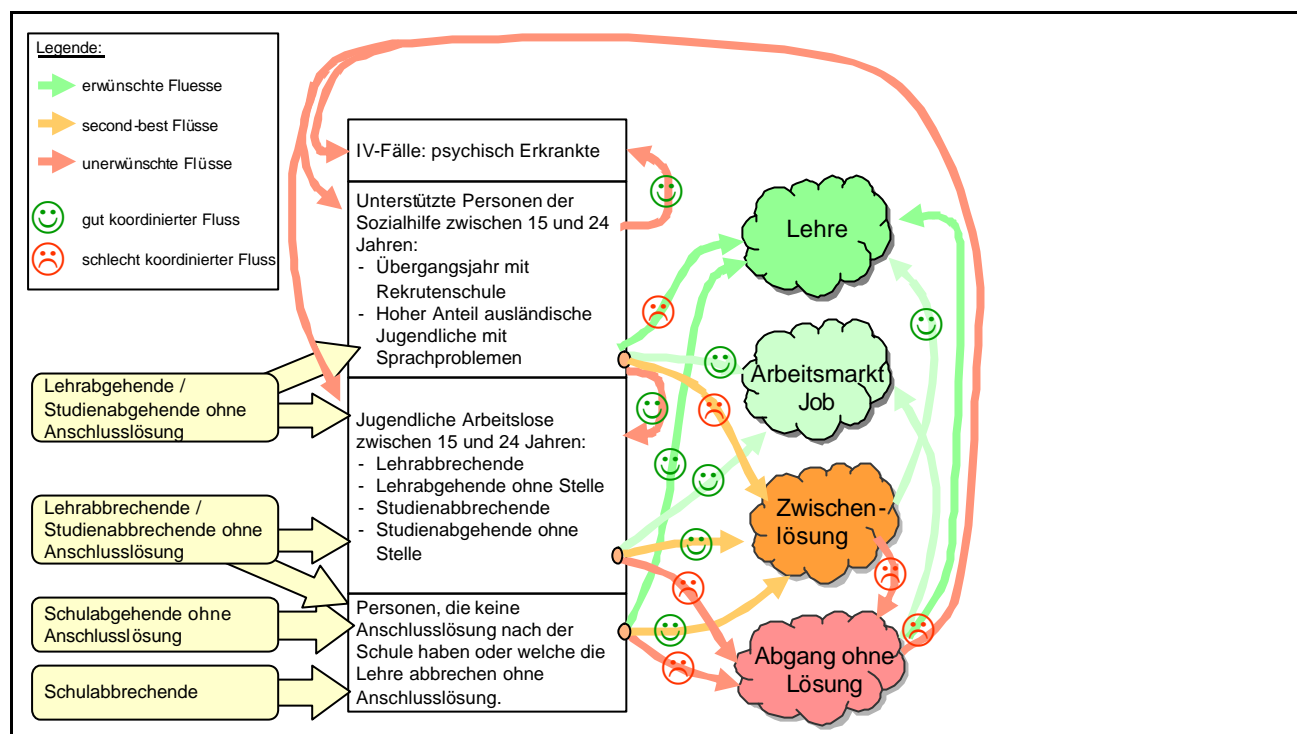 Legende:
erwünschte Fluesse
second-best Flüsse
unerwünschte Flüsse
gut koordinierter Fluss
schlecht koordinierter Fluss
IV-Fälle: psychisch Erkrankte
Unterstützte Personen der
Sozialhilfe zwischen 15 und 24
Jahren:
- Übergangsjahr mit
Rekrutenschule
- Hoher Anteil ausländische
Jugendliche mit
Sprachproblemen
Jugendliche Arbeitslose
zwischen 15 und 24 Jahren:
- Lehrabbrechende
- Lehrabgehende ohne Stelle
- Studienabbrechende
- Studienabgehende ohne
Stelle
Personen, die keine
Anschlusslösung nach der
Schule haben oder welche die
Lehre abbrechen ohne
Anschlusslösung.
Lehrabgehende /
Studienabgehende ohne
Anschlusslösung
Lehrabbrechende /
Studienabbrechende ohne
Anschlusslösung
Schulabgehende ohne
Anschlusslösung
Schulabbrechende
Lehre
Arbeitsmarkt
Job
Zwischen-
lösung
Abgang ohne
Lösung